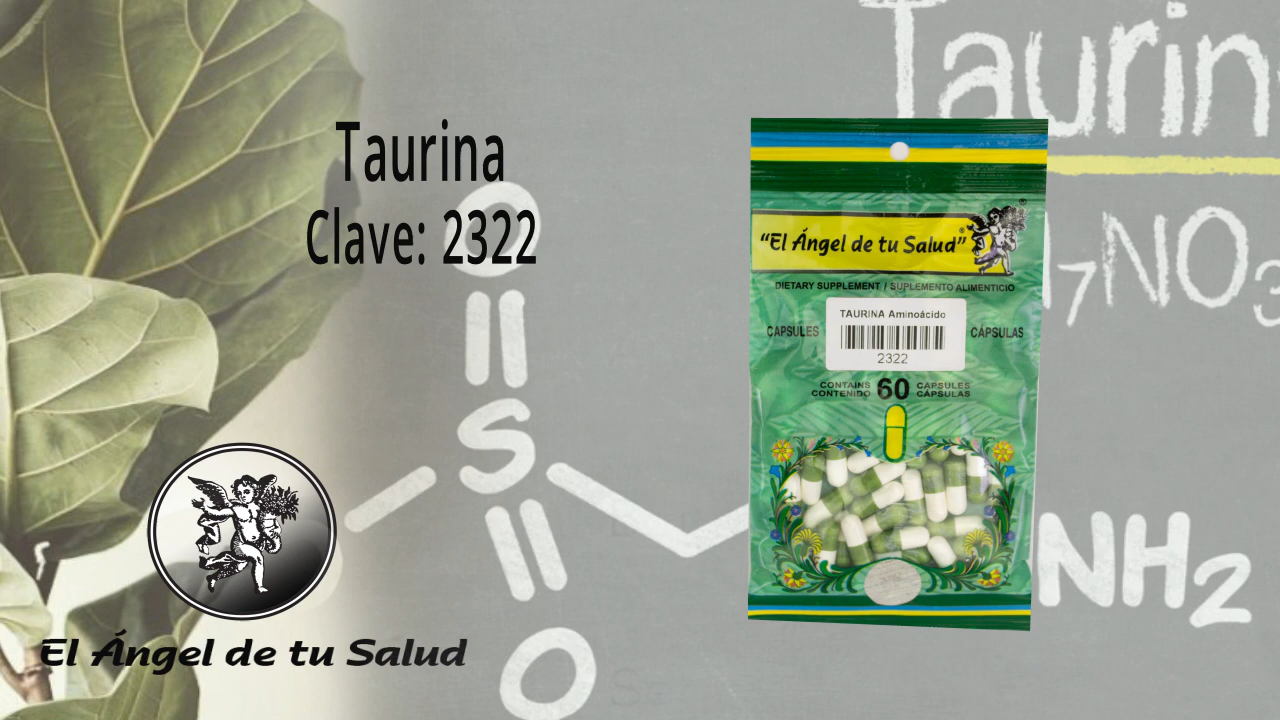 Taurin
Taurina
Clave: 2322
7NO3
"El Ángel de tu Salud"®
DIETARY SUPPLEMENT / SUPLEMENTO ALIMENTICIO
TAURINA Aminoácido
CAPSULES
CÁPSULAS
2322
CONTAINS 60 CAPSULES
CONTENIDO CÁPSULAS
O
S
NH2
O
El Ángel de tu Salud